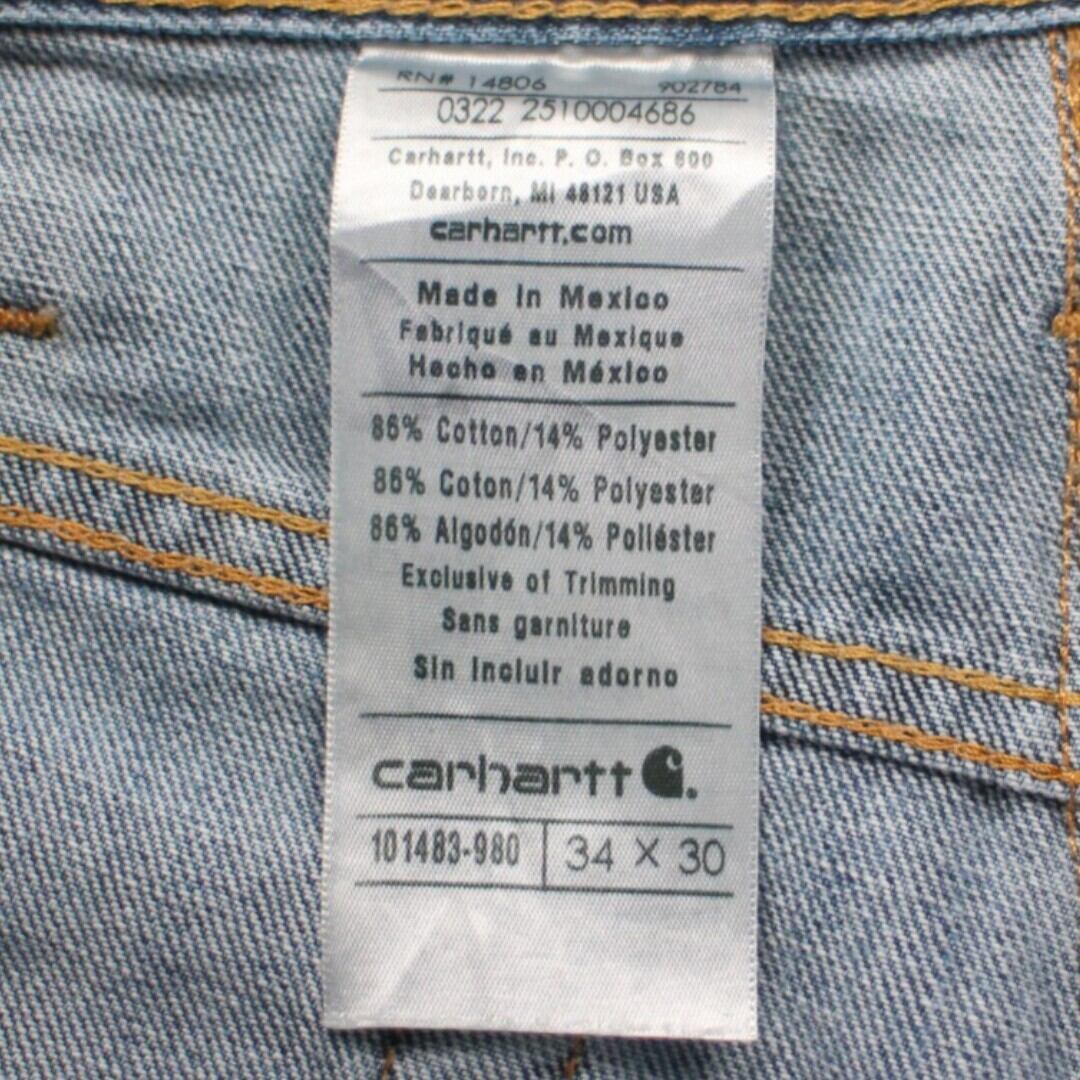 RN# 14806 902784
0322 2510004686
Carhartt, Inc. P. O. Box 600
Dearborn, MI 48121 USA
carhartt.com
Made in Mexico
Fabriqué au Mexique
Hecho en México
86% Cotton/14% Polyester
86% Coton/14% Polyester
86% Algodón/14% Poliéster
Exclusive of Trimming
Sans garniture
Sin incluir adorno
carhartt
101483-980 34 X 30